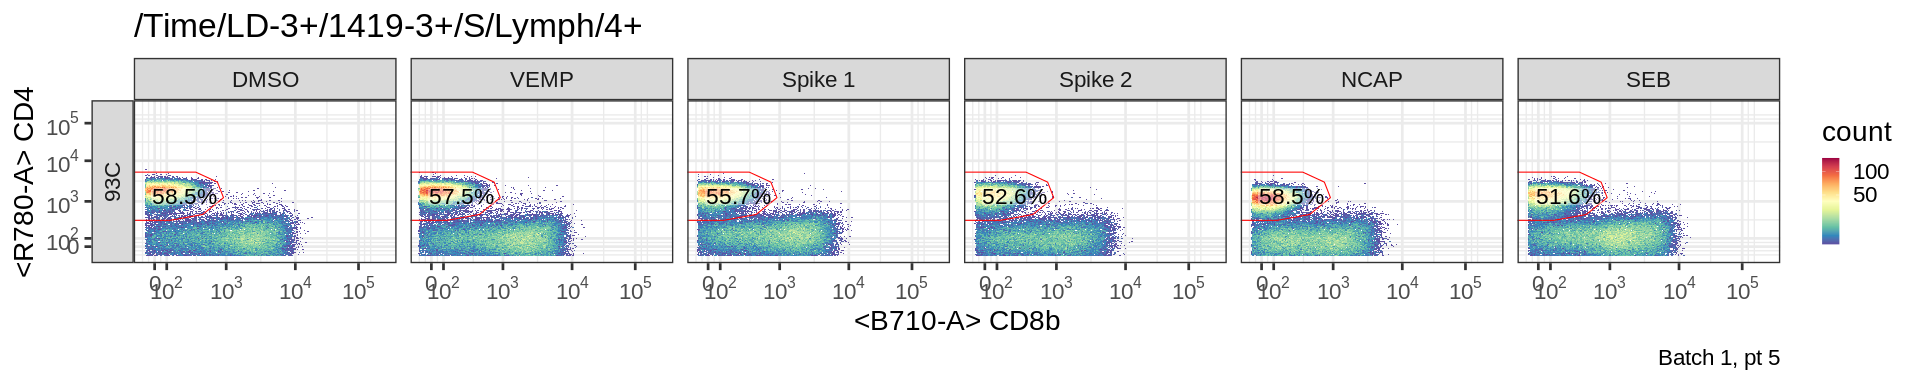 /Time/LD-3+/1419-3+/S/Lymph/4+
DMSO VEMP Spike 1 Spike 2 NCAP SEB
<R780-A> CD4
93C
10^5
10^4
10^3
10^2
0
58.5% 57.5% 55.7% 52.6% 58.5% 51.6%
0 10^2 10^3 10^4 10^5 0 10^2 10^3 10^4 10^5 0 10^2 10^3 10^4 10^5 0 10^2 10^3 10^4 10^5 0 10^2 10^3 10^4 10^5 0 10^2 10^3 10^4 10^5
<B710-A> CD8b
count
100
50
Batch 1, pt 5